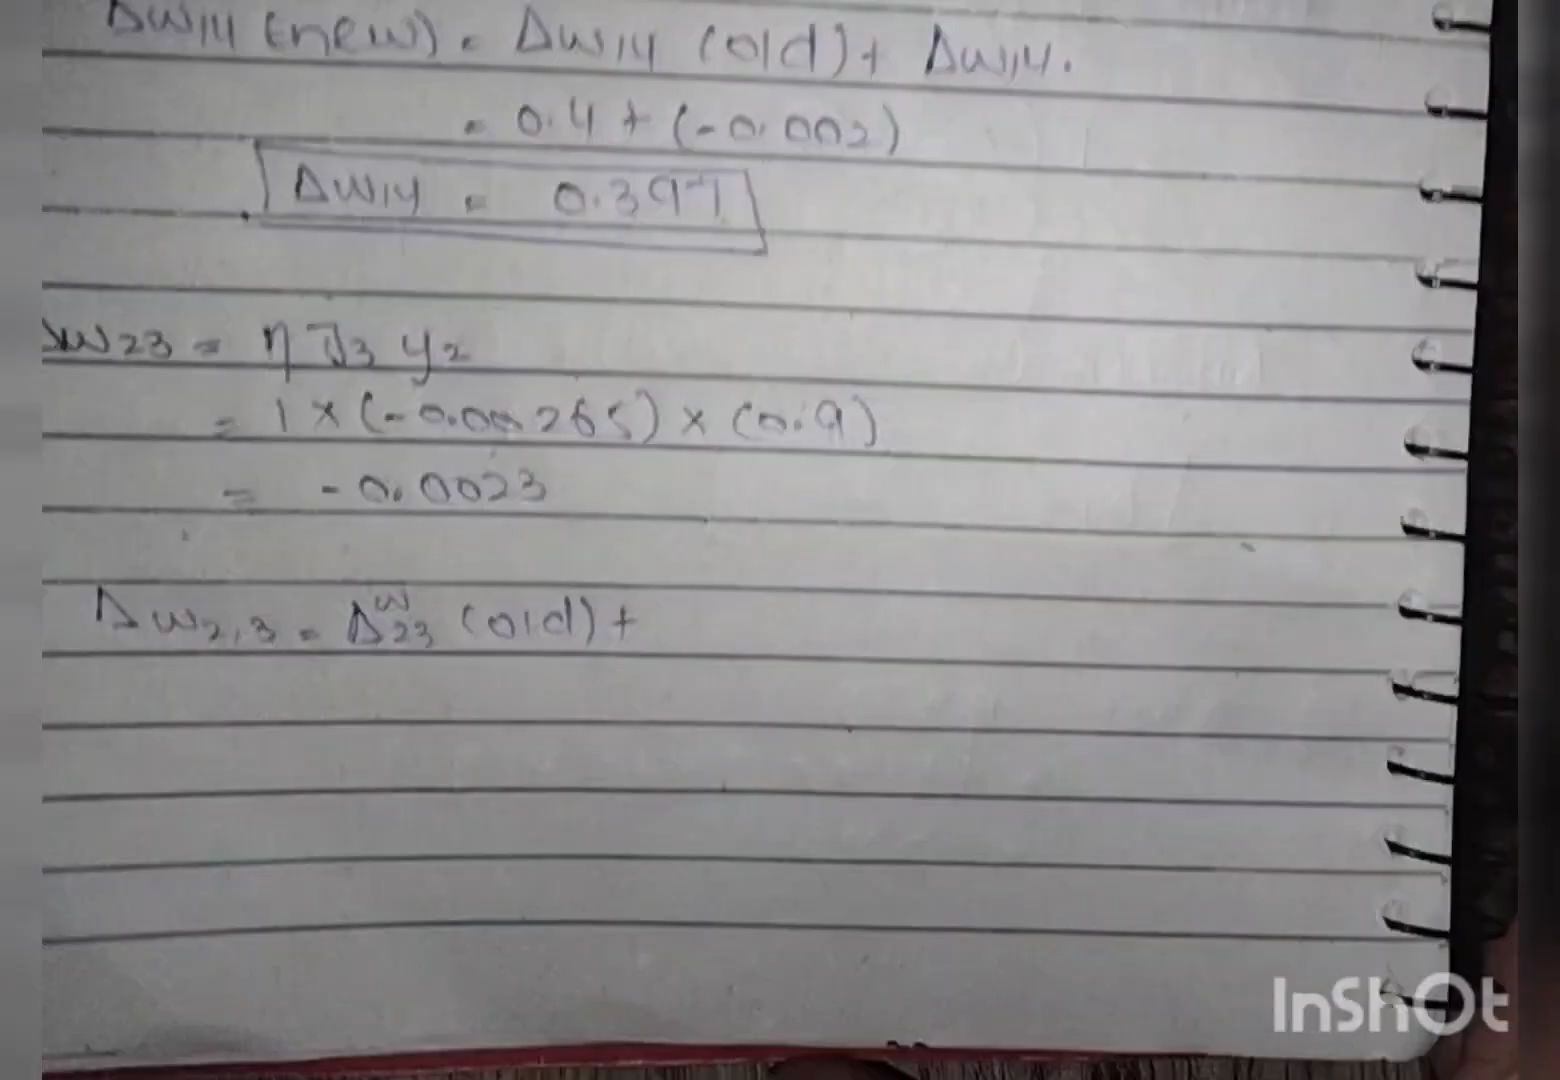 Δw14 (new) = Δw14 (old) + Δw14.
= 0.4 + (-0.002)
Δw14 = 0.397
Δw23 = η δ3 y2
= 1 × (-0.00265) × (0.9)
= -0.0023
Δw2,3 = Δw23 (old) +
InShOt